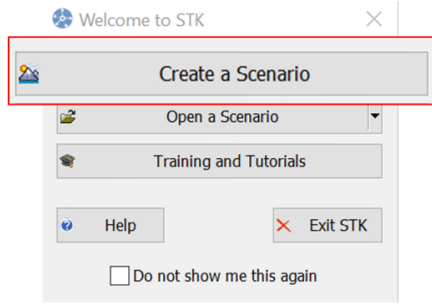 Welcome to STK
Create a Scenario
Open a Scenario
Training and Tutorials
Help
Exit STK
Do not show me this again